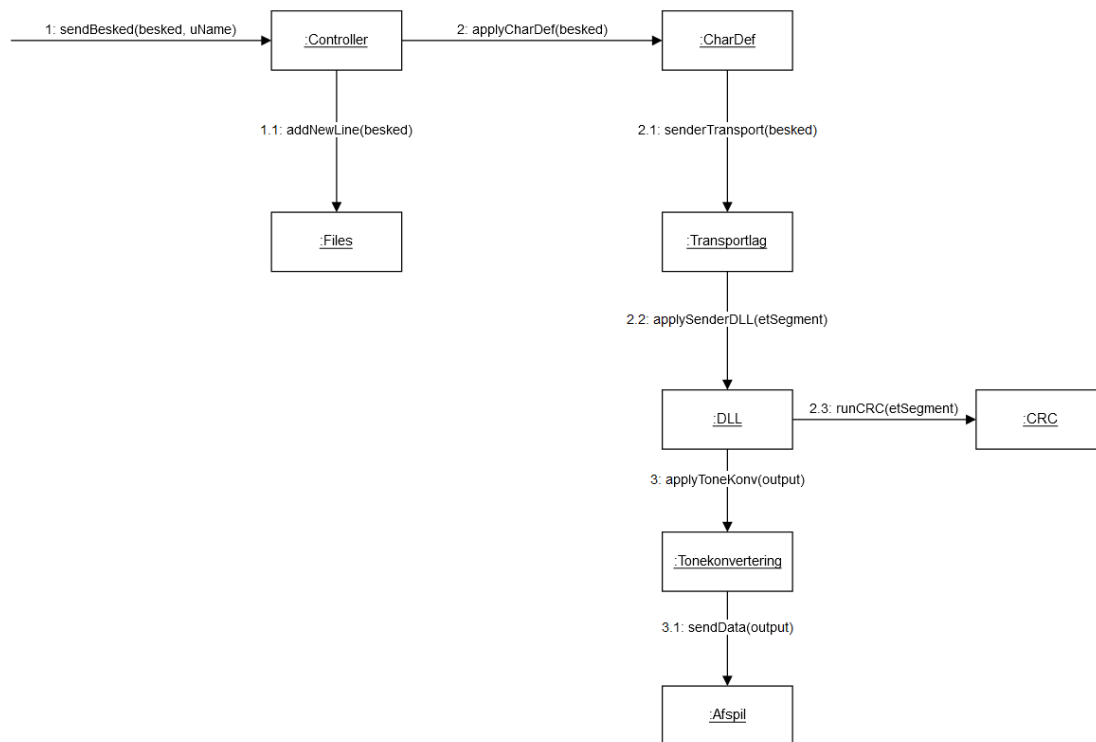 1: sendBesked(besked, uName)
:Controller
2: applyCharDef(besked)
:CharDef
1.1: addNewLine(besked)
2.1: senderTransport(besked)
:Files
:Transportlag
2.2: applySenderDLL(etSegment)
:DLL
2.3: runCRC(etSegment)
:CRC
3: applyToneKonv(output)
:Tonekonvertering
3.1: sendData(output)
:Afspil